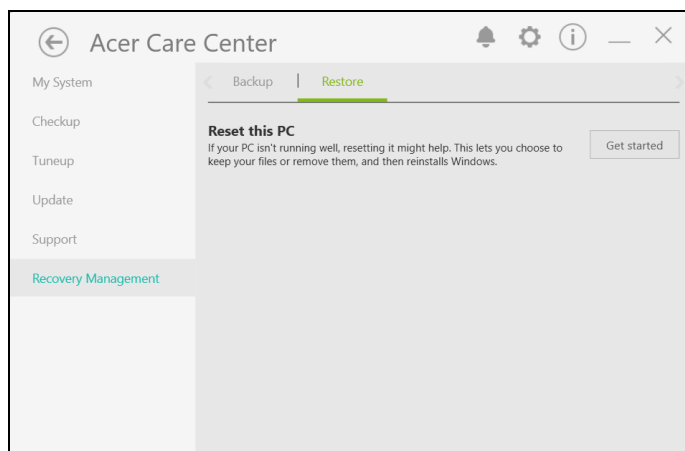 Acer Care Center
My System
Checkup
Tuneup
Update
Support
Recovery Management
Backup | Restore
Reset this PC
If your PC isn't running well, resetting it might help. This lets you choose to
keep your files or remove them, and then reinstalls Windows.
Get started